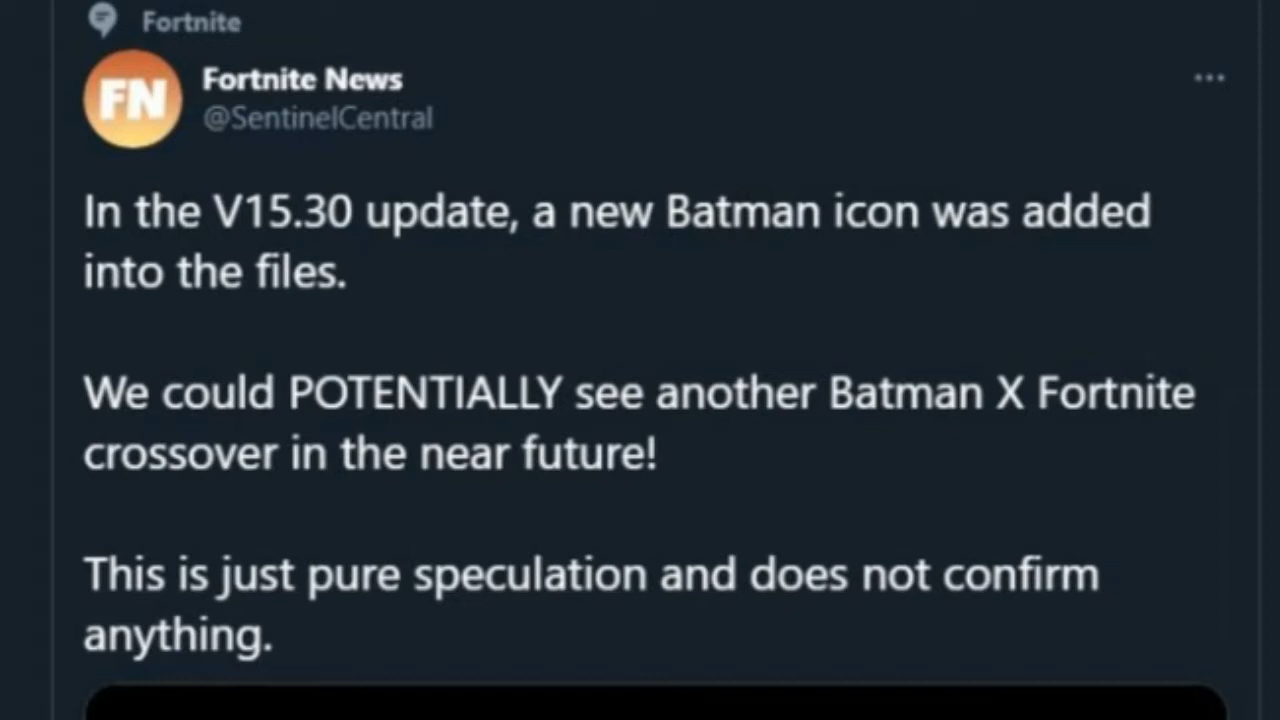 Fortnite
FN
Fortnite News
@SentinelCentral
In the V15.30 update, a new Batman icon was added
into the files.
We could POTENTIALLY see another Batman X Fortnite
crossover in the near future!
This is just pure speculation and does not confirm
anything.